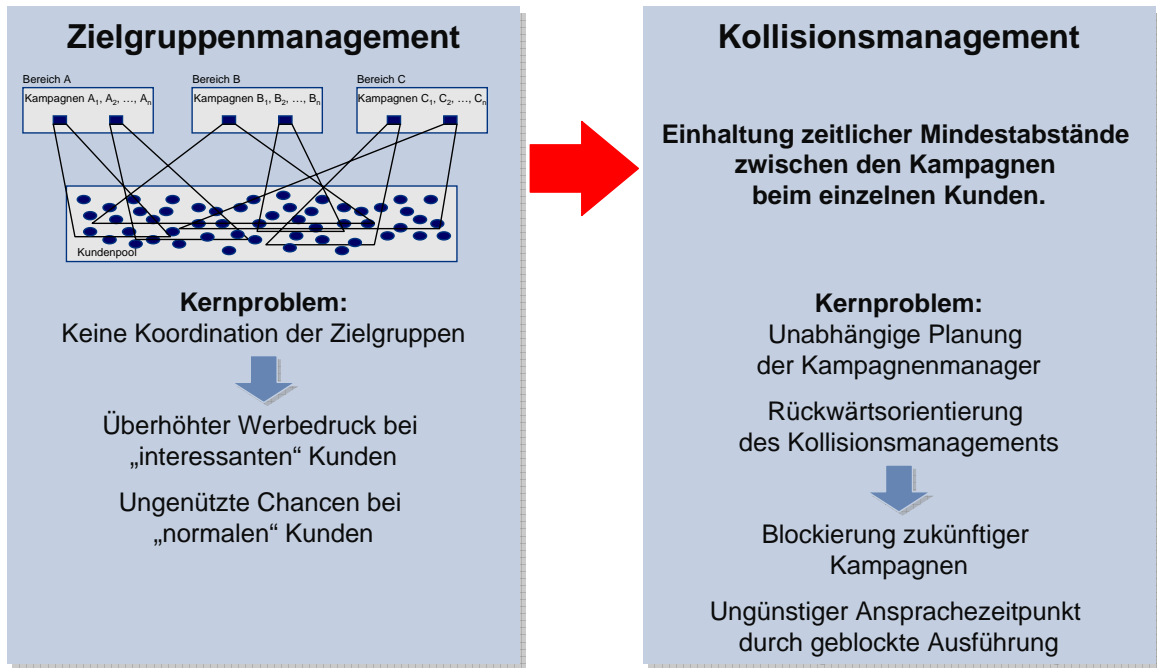 Zielgruppenmanagement
Bereich A
Kampagnen A1, A2, …, An
Bereich B
Kampagnen B1, B2, …, Bn
Bereich C
Kampagnen C1, C2, …, Cn
Kundenpool
Kernproblem:
Keine Koordination der Zielgruppen
Überhöhter Werbedruck bei
„interessanten“ Kunden
Ungenützte Chancen bei
„normalen“ Kunden
Kollisionsmanagement
Einhaltung zeitlicher Mindestabstände
zwischen den Kampagnen
beim einzelnen Kunden.
Kernproblem:
Unabhängige Planung
der Kampagnenmanager
Rückwärtsorientierung
des Kollisionsmanagements
Blockierung zukünftiger
Kampagnen
Ungünstiger Ansprachezeitpunkt
durch geblockte Ausführung